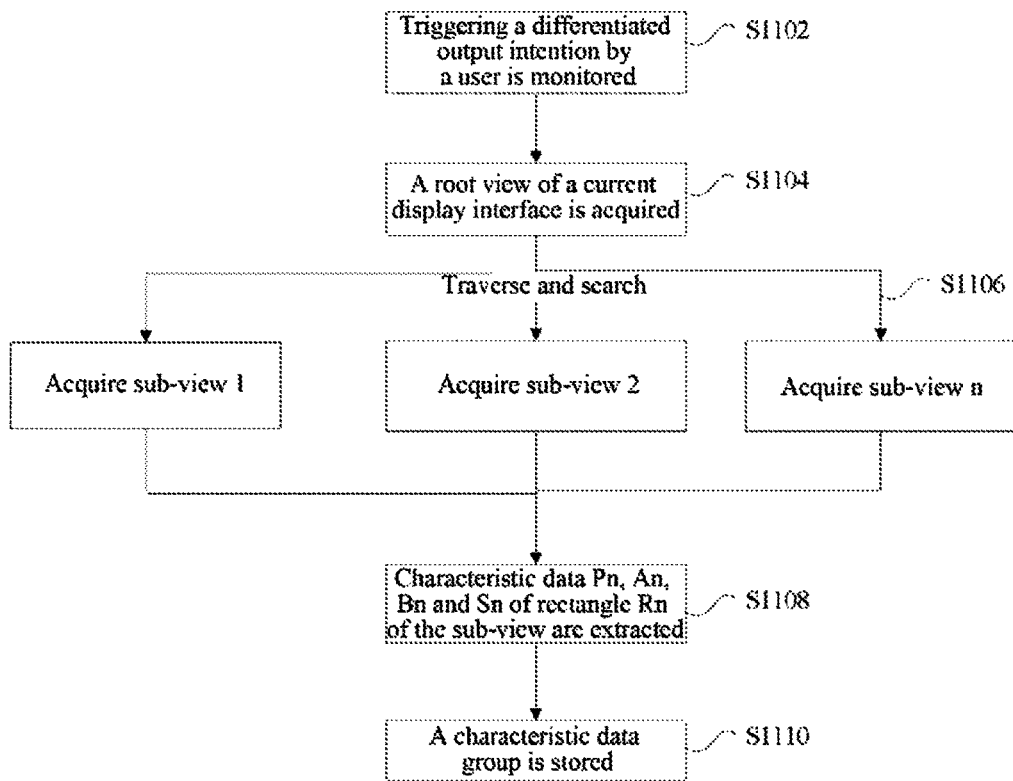 Triggering a differentiated
output intention by
a user is monitored
S1102
A root view of a current
display interface is acquired
S1104
Traverse and search
S1106
Acquire sub-view 1
Acquire sub-view 2
Acquire sub-view n
Characteristic data Pn, An,
Bn and Sn of rectangle Rn
of the sub-view are extracted
S1108
A characteristic data
group is stored
S1110